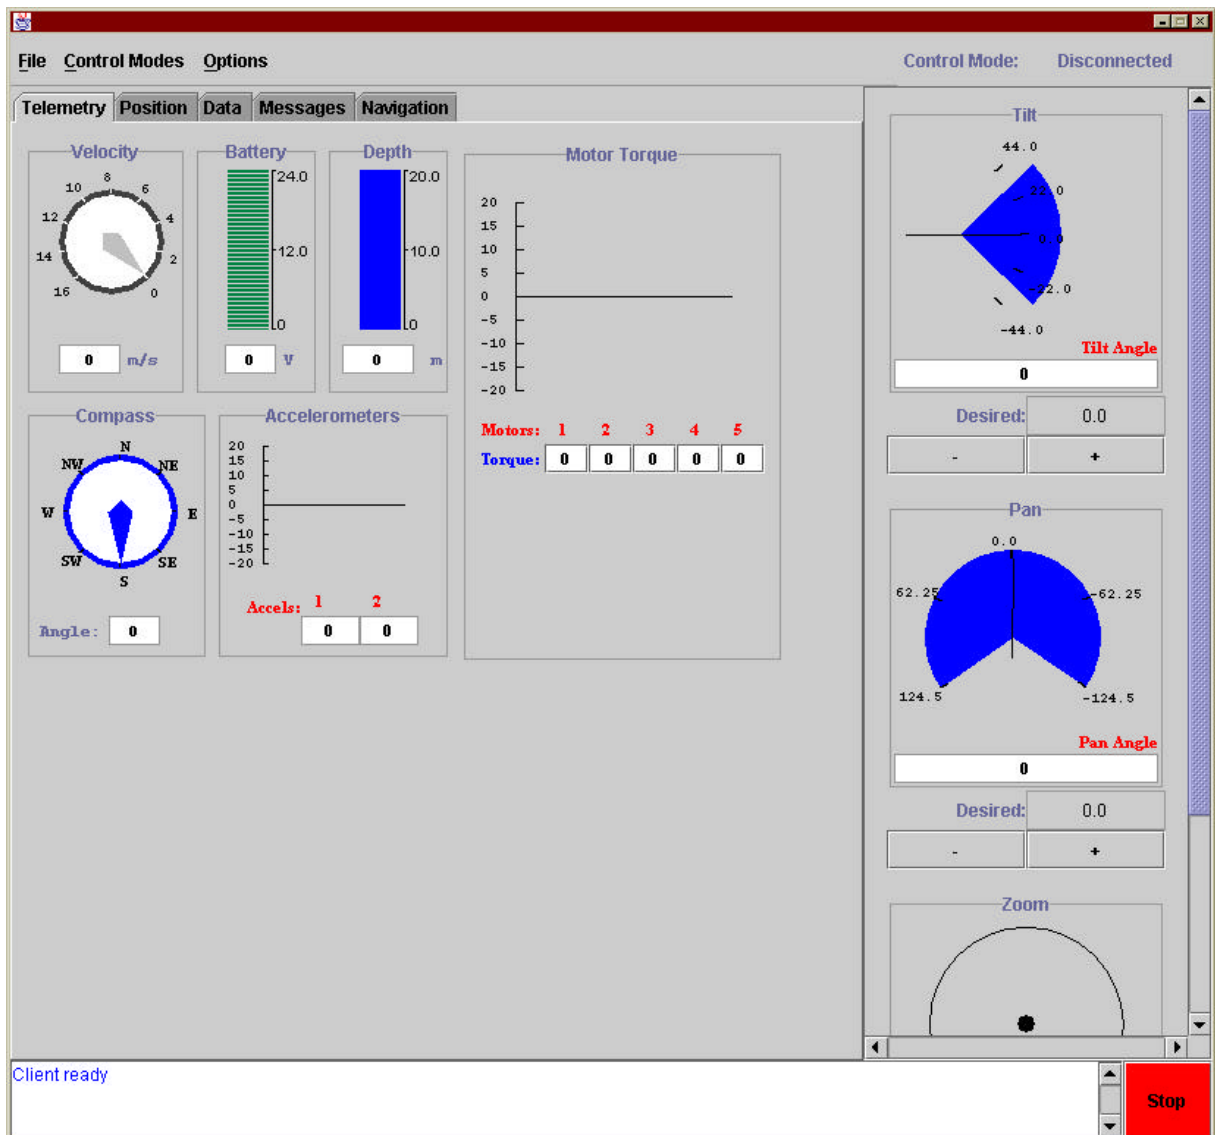 File Control Modes Options Control Mode: Disconnected
Telemetry Position Data Messages Navigation
Velocity
8
10 6
12 4
14 2
16 0
0 m/s
Battery
24.0
12.0
0
0 V
Depth
20.0
10.0
0
0 m
Motor Torque
20
15
10
5
0
-5
-10
-15
-20
Motors: 1 2 3 4 5
Torque: 0 0 0 0 0
Compass
N
NW NE
W E
SW SE
S
Angle: 0
Accelerometers
20
15
10
5
0
-5
-10
-15
-20
Accels: 1 2
0 0
Tilt
44.0
22.0
0.0
-22.0
-44.0
Tilt Angle
0
Desired: 0.0
- +
Pan
0.0
62.25 -62.25
124.5 -124.5
Pan Angle
0
Desired: 0.0
- +
Zoom
Client ready
Stop